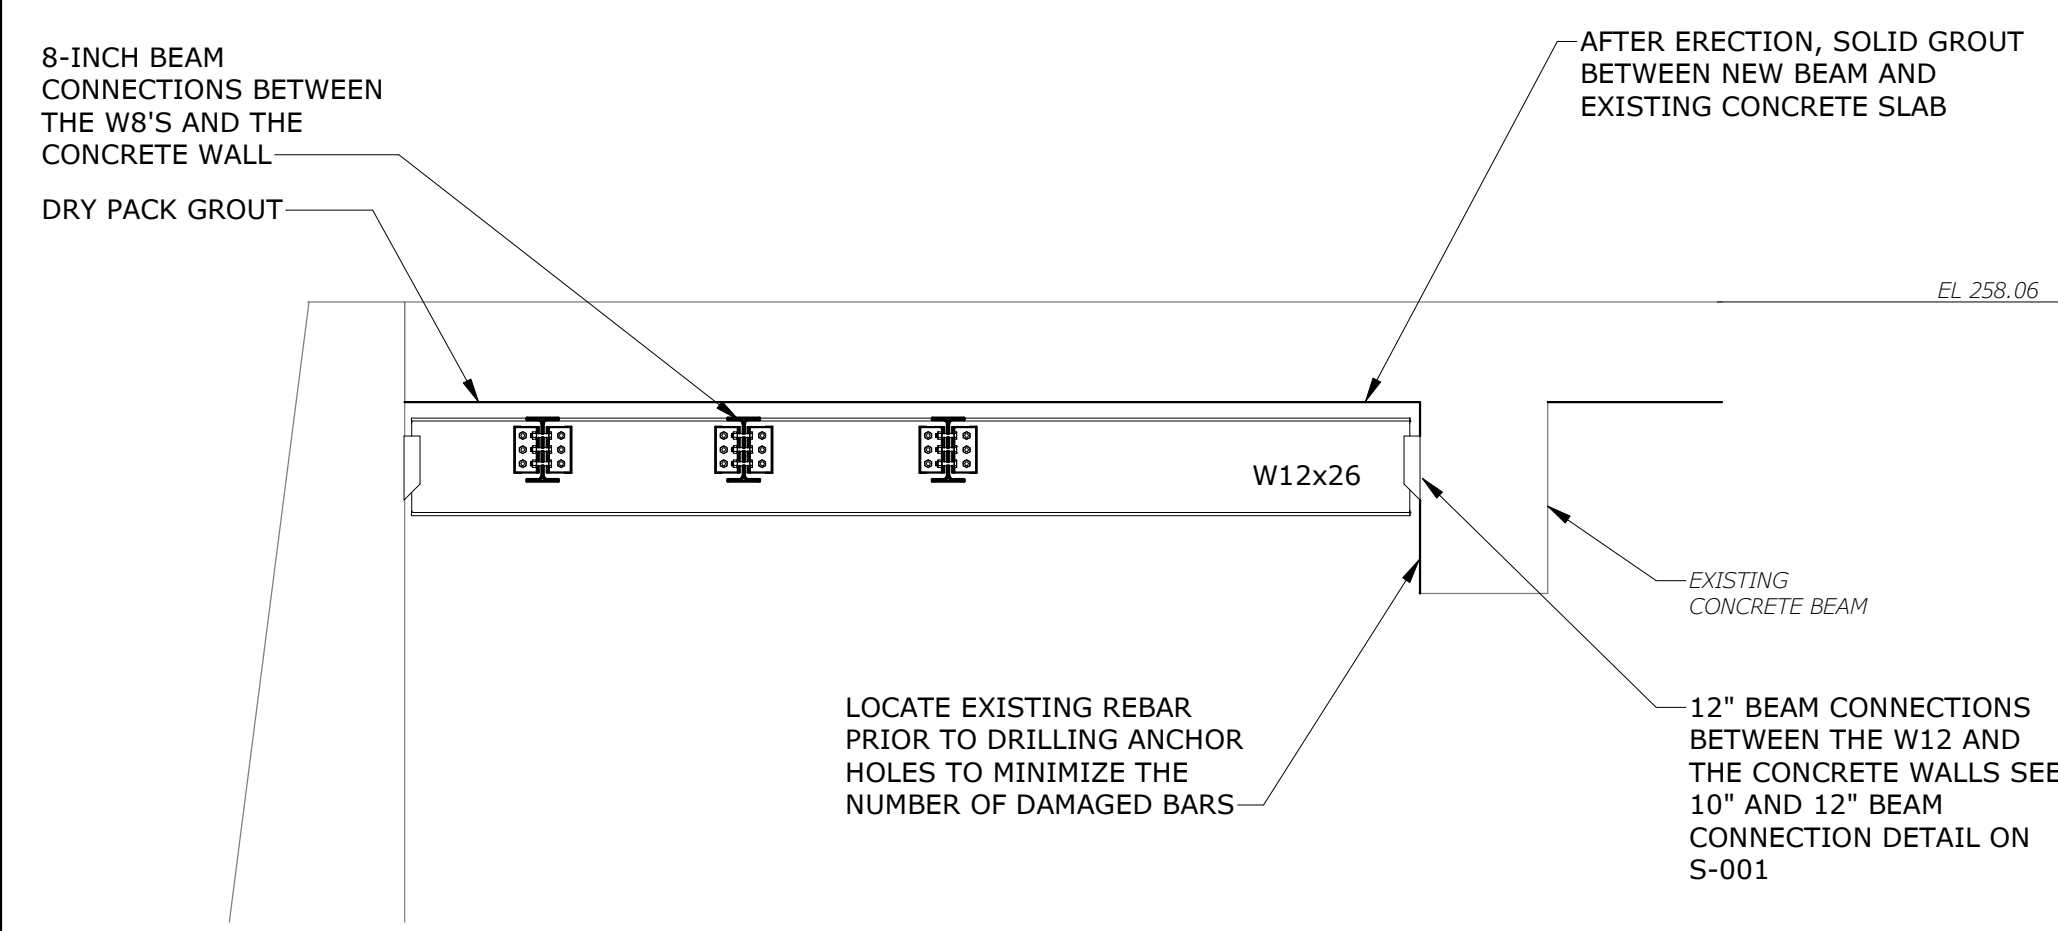 8-INCH BEAM
CONNECTIONS BETWEEN
THE W8'S AND THE
CONCRETE WALL
DRY PACK GROUT
AFTER ERECTION, SOLID GROUT
BETWEEN NEW BEAM AND
EXISTING CONCRETE SLAB
EL 258.06
W12x26
EXISTING
CONCRETE BEAM
LOCATE EXISTING REBAR
PRIOR TO DRILLING ANCHOR
HOLES TO MINIMIZE THE
NUMBER OF DAMAGED BARS
12" BEAM CONNECTIONS
BETWEEN THE W12 AND
THE CONCRETE WALLS SEE
10" AND 12" BEAM
CONNECTION DETAIL ON
S-001